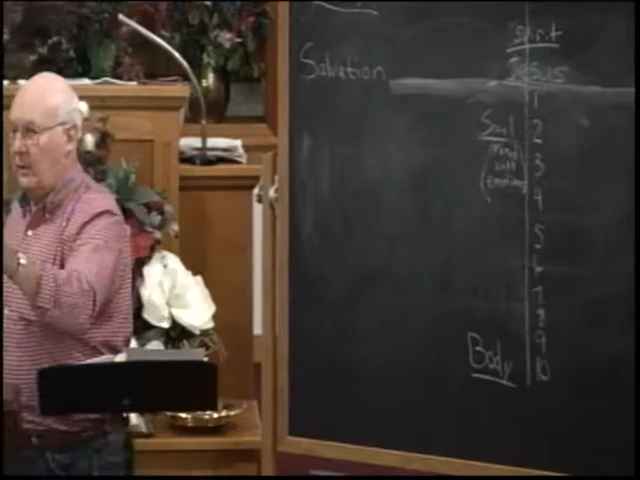 Spirit
Salvation Jesus
1
Soul 2
(Mind 3
Will
Emotions 4
5
6
7
8
9
Body 10